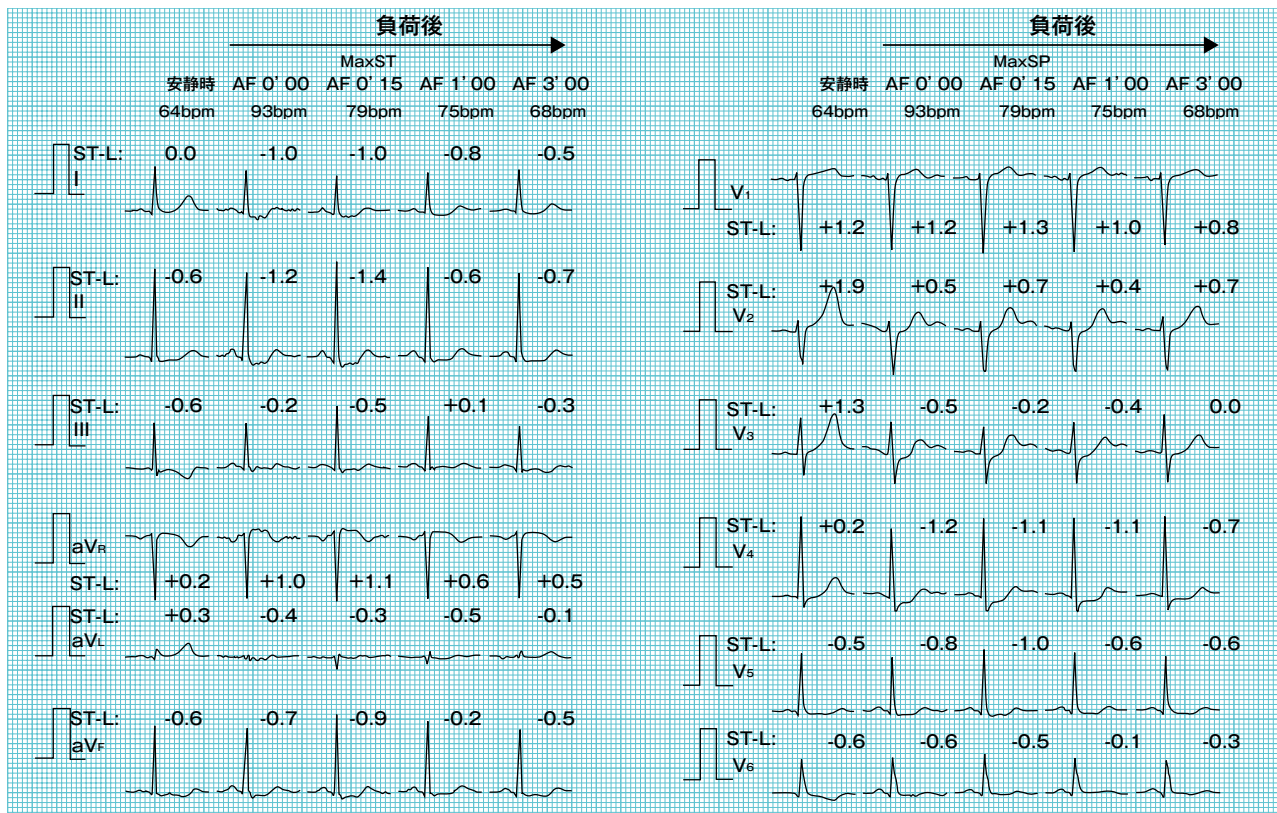 負荷後
MaxST
安静時 AF 0' 00 AF 0' 15 AF 1' 00 AF 3' 00
64bpm 93bpm 79bpm 75bpm 68bpm
ST-L: 0.0 -1.0 -1.0 -0.8 -0.5
I
ST-L: -0.6 -1.2 -1.4 -0.6 -0.7
II
ST-L: -0.6 -0.2 -0.5 +0.1 -0.3
III
aVR
ST-L: +0.2 +1.0 +1.1 +0.6 +0.5
ST-L: +0.3 -0.4 -0.3 -0.5 -0.1
aVL
ST-L: -0.6 -0.7 -0.9 -0.2 -0.5
aVF
負荷後
MaxSP
安静時 AF 0' 00 AF 0' 15 AF 1' 00 AF 3' 00
64bpm 93bpm 79bpm 75bpm 68bpm
V1
ST-L: +1.2 +1.2 +1.3 +1.0 +0.8
ST-L: +1.9 +0.5 +0.7 +0.4 +0.7
V2
ST-L: +1.3 -0.5 -0.2 -0.4 0.0
V3
ST-L: +0.2 -1.2 -1.1 -1.1 -0.7
V4
ST-L: -0.5 -0.8 -1.0 -0.6 -0.6
V5
ST-L: -0.6 -0.6 -0.5 -0.1 -0.3
V6